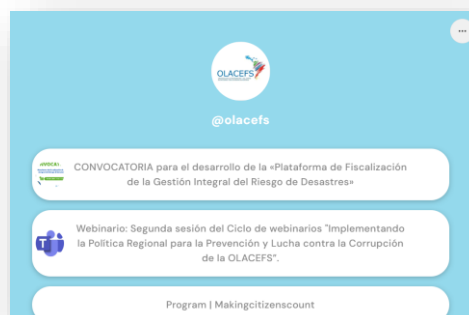 OLACEFS
@olacefs
CONVOCATORIA para el desarrollo de la «Plataforma de Fiscalización
de la Gestión Integral del Riesgo de Desastres»
Webinario: Segunda sesión del Ciclo de webinarios "Implementando
la Política Regional para la Prevención y Lucha contra la Corrupción
de la OLACEFS".
Program | Makingcitizenscount